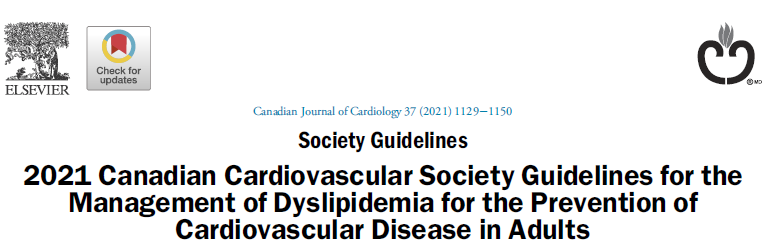 ELSEVIER
Check for
updates
®MD
Canadian Journal of Cardiology 37 (2021) 1129−1150
Society Guidelines
2021 Canadian Cardiovascular Society Guidelines for the
Management of Dyslipidemia for the Prevention of
Cardiovascular Disease in Adults